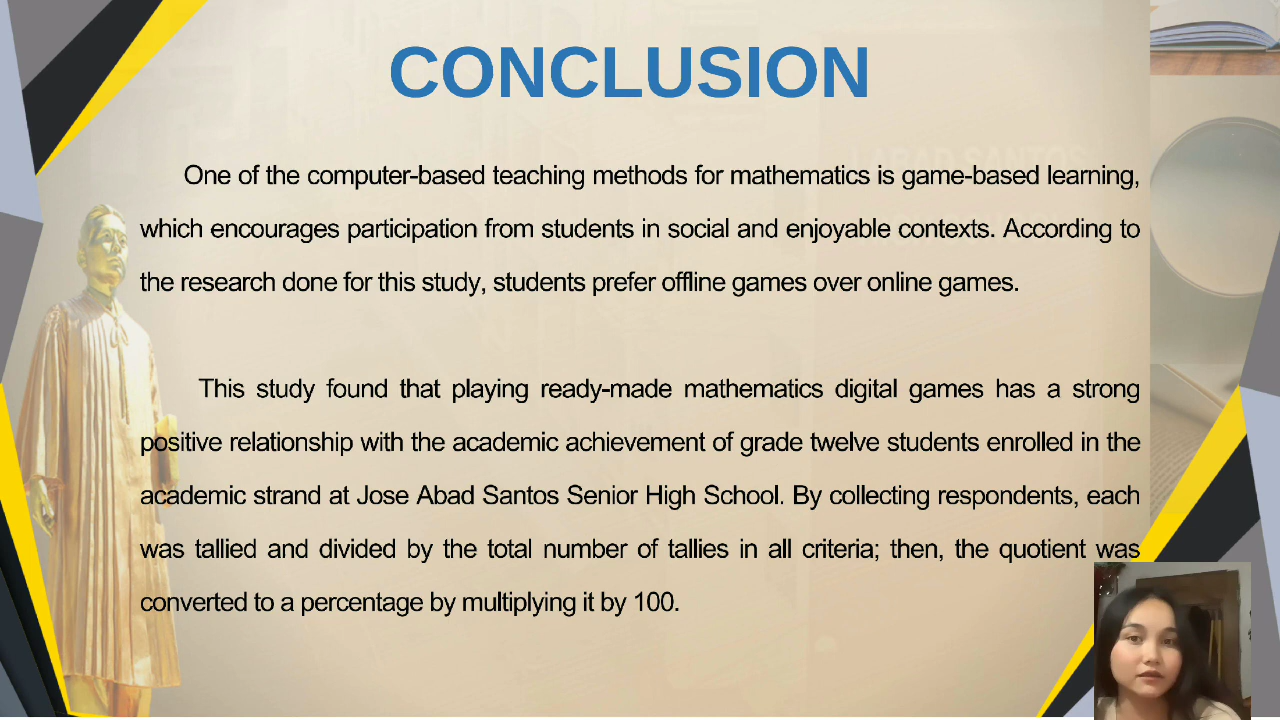 CONCLUSION
One of the computer-based teaching methods for mathematics is game-based learning,
which encourages participation from students in social and enjoyable contexts. According to
the research done for this study, students prefer offline games over online games.
This study found that playing ready-made mathematics digital games has a strong
positive relationship with the academic achievement of grade twelve students enrolled in the
academic strand at Jose Abad Santos Senior High School. By collecting respondents, each
was tallied and divided by the total number of tallies in all criteria; then, the quotient was
converted to a percentage by multiplying it by 100.